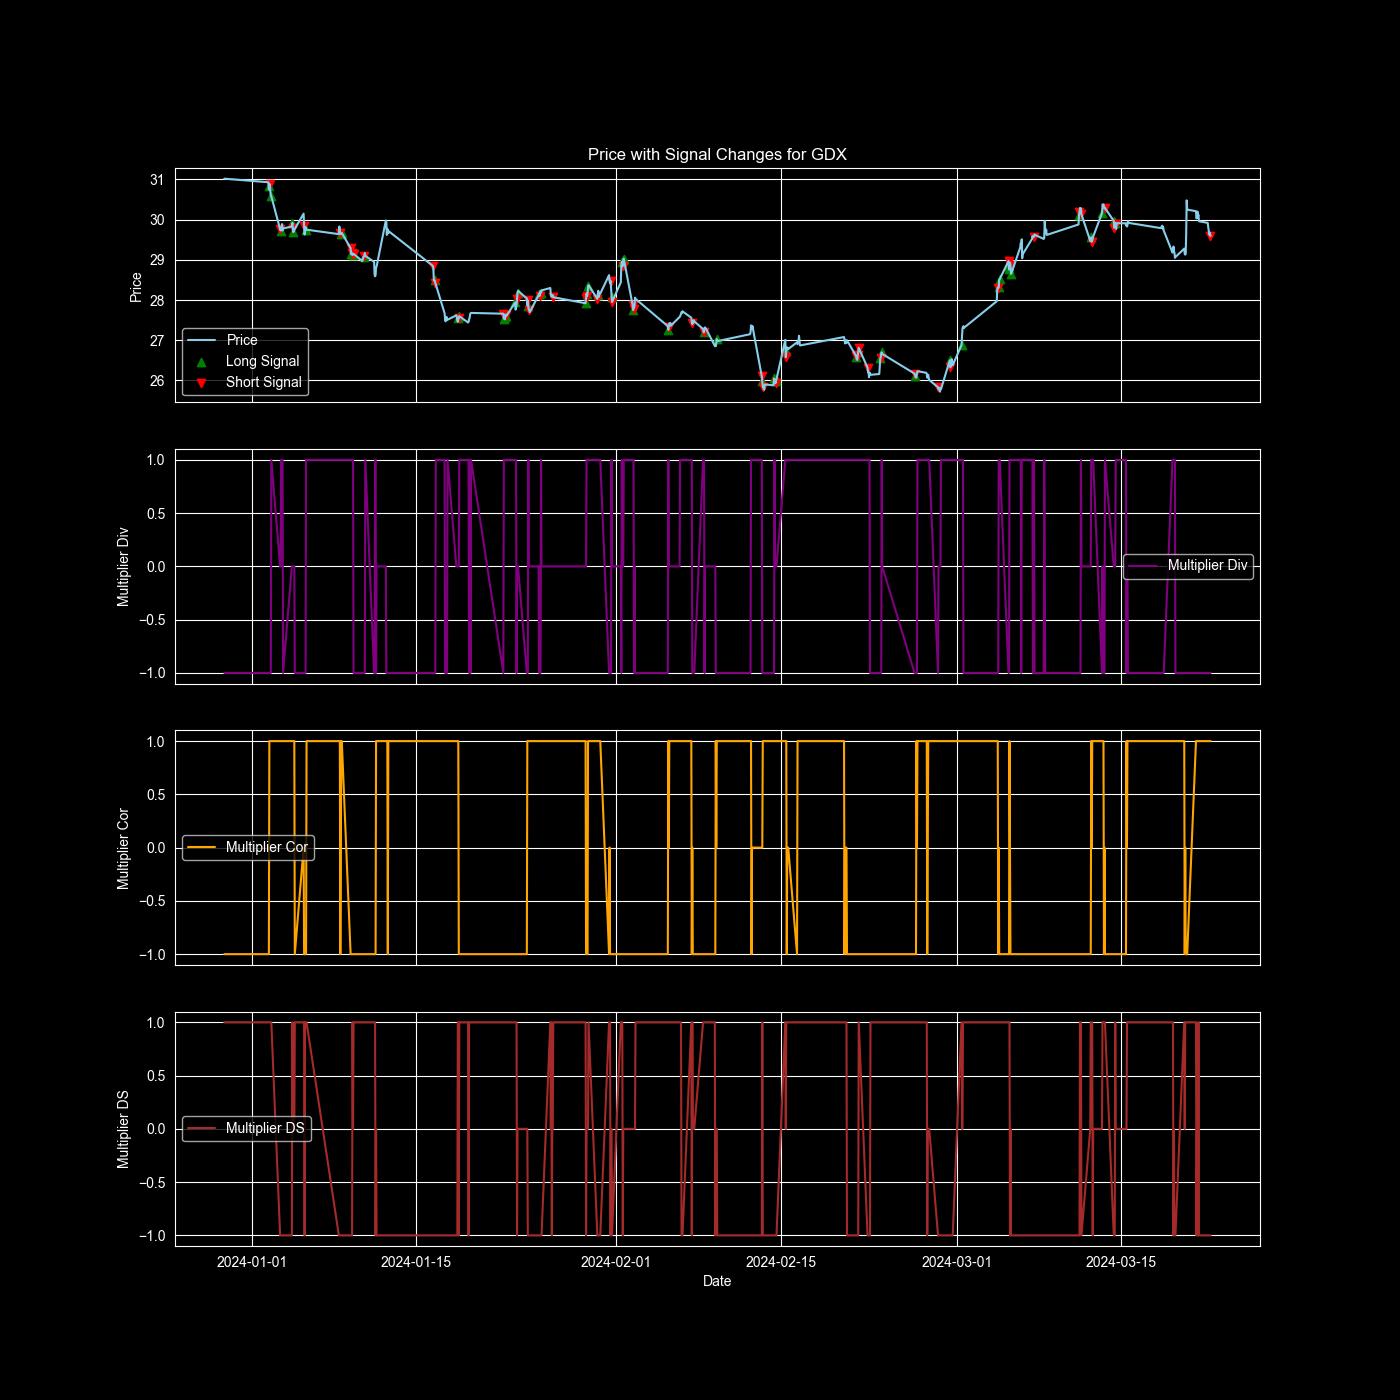 Price with Signal Changes for GDX
31
30
29
28
27
26
Price
Price
Long Signal
Short Signal
1.0
0.5
0.0
−0.5
−1.0
Multiplier Div
Multiplier Div
1.0
0.5
0.0
−0.5
−1.0
Multiplier Cor
Multiplier Cor
1.0
0.5
0.0
−0.5
−1.0
Multiplier DS
Multiplier DS
2024-01-01 2024-01-15 2024-02-01 2024-02-15 2024-03-01 2024-03-15
Date